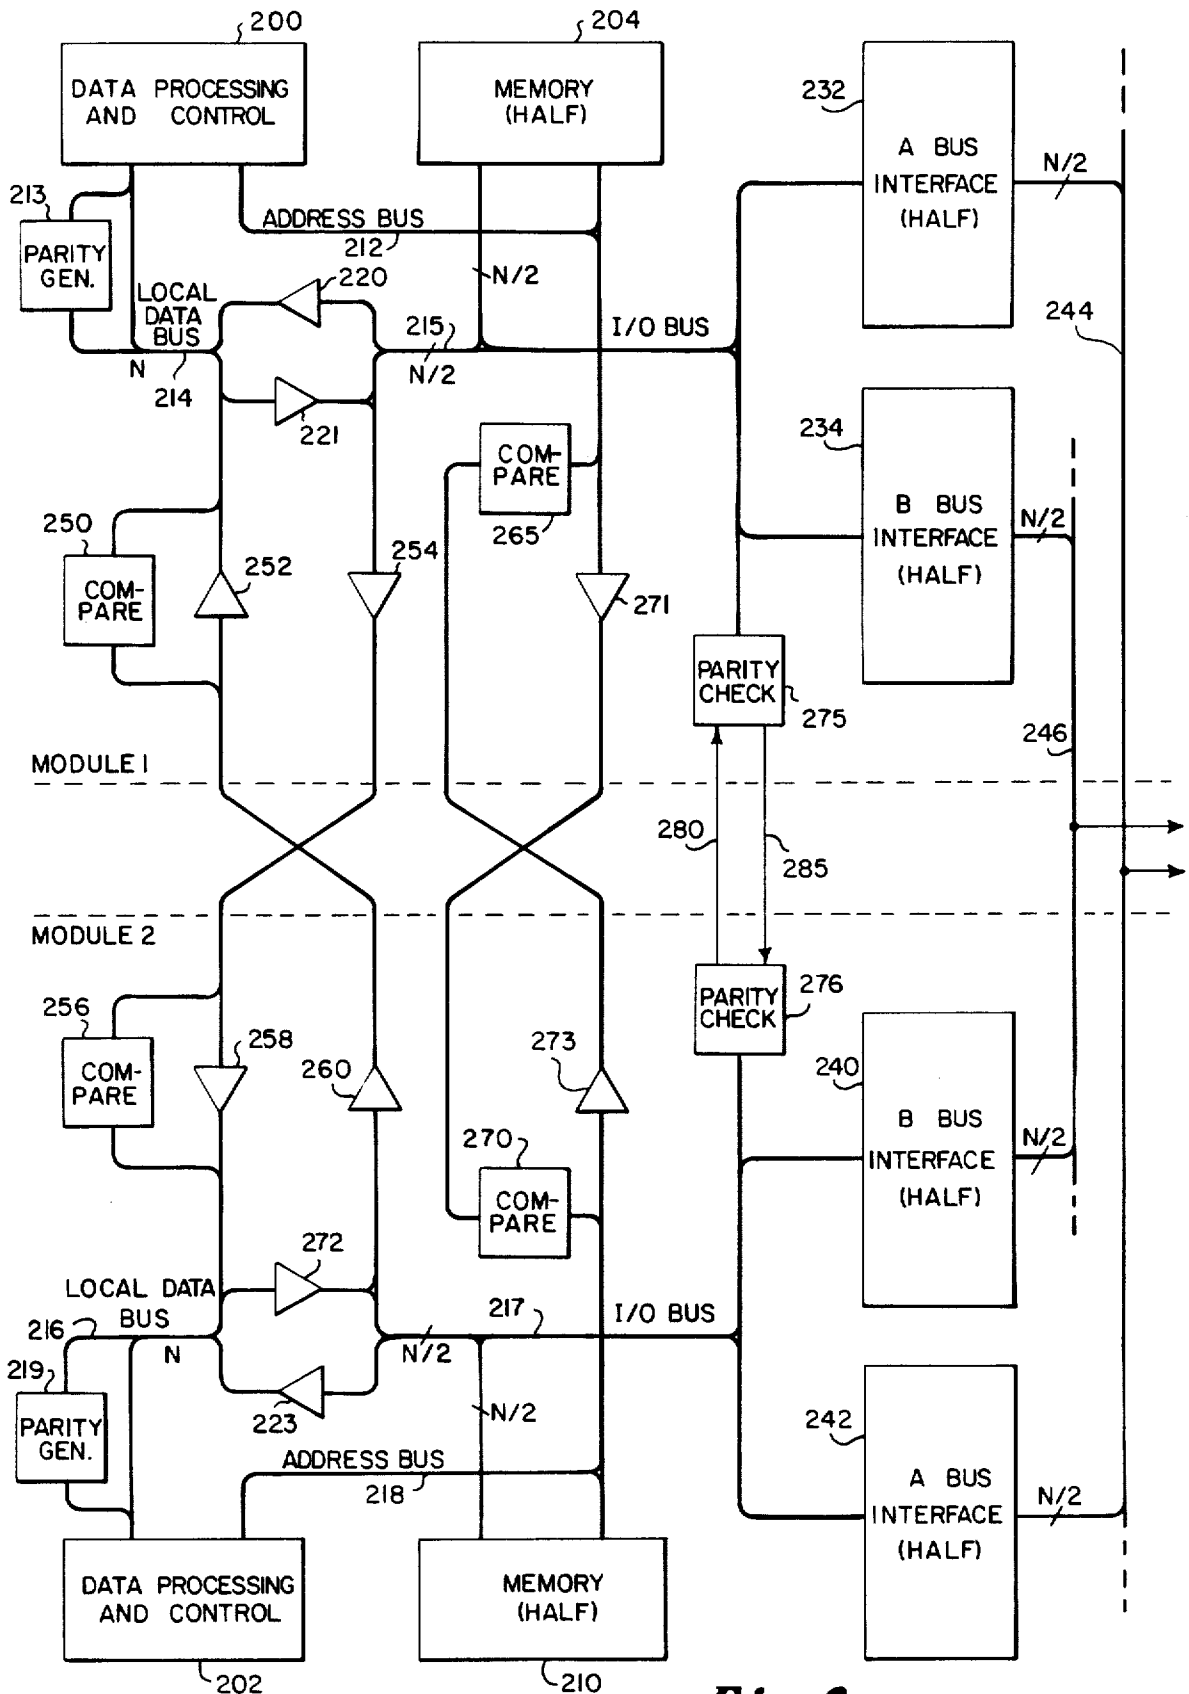 200
204
DATA PROCESSING
AND CONTROL
MEMORY
(HALF)
232
A BUS
INTERFACE
(HALF)
N/2
213
PARITY
GEN.
ADDRESS BUS
212
N/2
220
LOCAL
DATA
BUS
N
214
215
N/2
I/O BUS
244
221
234
COM-
PARE
265
B BUS
INTERFACE
(HALF)
N/2
250
COM-
PARE
252
254
271
PARITY
CHECK
275
246
MODULE 1
280
285
MODULE 2
256
COM-
PARE
258
260
273
PARITY
CHECK
276
240
B BUS
INTERFACE
(HALF)
N/2
270
COM-
PARE
272
LOCAL DATA
BUS
216
N
217
I/O BUS
N/2
219
PARITY
GEN.
223
N/2
242
A BUS
INTERFACE
(HALF)
N/2
ADDRESS BUS
218
DATA PROCESSING
AND CONTROL
MEMORY
(HALF)
202
210